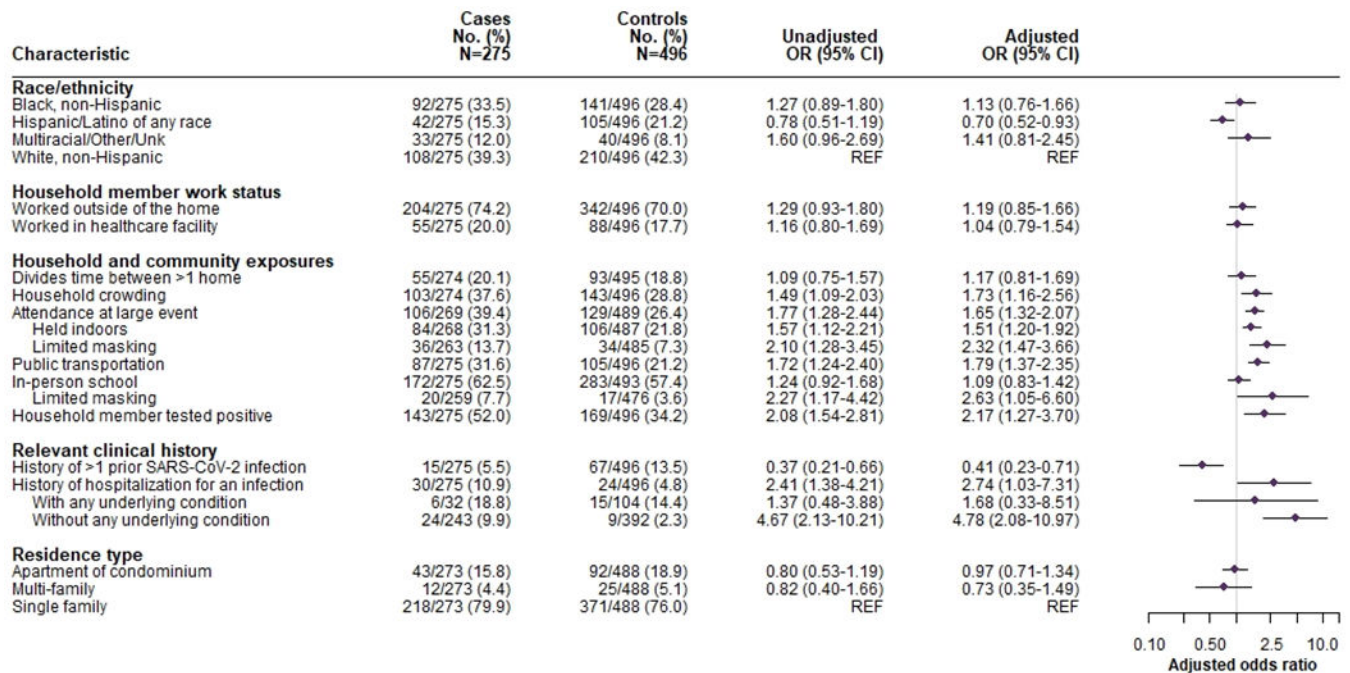 Characteristic Cases No. (%) N=275 Controls No. (%) N=496 Unadjusted OR (95% CI) Adjusted OR (95% CI)
Race/ethnicity
Black, non-Hispanic 92/275 (33.5) 141/496 (28.4) 1.27 (0.89-1.80) 1.13 (0.76-1.66)
Hispanic/Latino of any race 42/275 (15.3) 105/496 (21.2) 0.78 (0.51-1.19) 0.70 (0.52-0.93)
Multiracial/Other/Unk 33/275 (12.0) 40/496 (8.1) 1.60 (0.96-2.69) 1.41 (0.81-2.45)
White, non-Hispanic 108/275 (39.3) 210/496 (42.3) REF REF
Household member work status
Worked outside of the home 204/275 (74.2) 342/496 (70.0) 1.29 (0.93-1.80) 1.19 (0.85-1.66)
Worked in healthcare facility 55/275 (20.0) 88/496 (17.7) 1.16 (0.80-1.69) 1.04 (0.79-1.54)
Household and community exposures
Divides time between >1 home 55/274 (20.1) 93/495 (18.8) 1.09 (0.75-1.57) 1.17 (0.81-1.69)
Household crowding 103/274 (37.6) 143/496 (28.8) 1.49 (1.09-2.03) 1.73 (1.16-2.56)
Attendance at large event 106/269 (39.4) 129/489 (26.4) 1.77 (1.28-2.44) 1.65 (1.32-2.07)
Held indoors 84/268 (31.3) 106/487 (21.8) 1.57 (1.12-2.21) 1.51 (1.20-1.92)
Limited masking 36/263 (13.7) 34/485 (7.3) 2.10 (1.28-3.45) 2.32 (1.47-3.66)
Public transportation 87/275 (31.6) 105/496 (21.2) 1.72 (1.24-2.40) 1.79 (1.37-2.35)
In-person school 172/275 (62.5) 283/493 (57.4) 1.24 (0.92-1.68) 1.09 (0.83-1.42)
Limited masking 20/259 (7.7) 17/476 (3.6) 2.27 (1.17-4.42) 2.63 (1.05-6.60)
Household member tested positive 143/275 (52.0) 169/496 (34.2) 2.08 (1.54-2.81) 2.17 (1.27-3.70)
Relevant clinical history
History of >1 prior SARS-CoV-2 infection 15/275 (5.5) 67/496 (13.5) 0.37 (0.21-0.66) 0.41 (0.23-0.71)
History of hospitalization for an infection 30/275 (10.9) 24/496 (4.8) 2.41 (1.38-4.21) 2.74 (1.03-7.31)
With any underlying condition 6/32 (18.8) 15/104 (14.4) 1.37 (0.48-3.88) 1.68 (0.33-8.51)
Without any underlying condition 24/243 (9.9) 9/392 (2.3) 4.67 (2.13-10.21) 4.78 (2.08-10.97)
Residence type
Apartment of condominium 43/273 (15.8) 92/488 (18.9) 0.80 (0.53-1.19) 0.97 (0.71-1.34)
Multi-family 12/273 (4.4) 25/488 (5.1) 0.82 (0.40-1.66) 0.73 (0.35-1.49)
Single family 218/273 (79.9) 371/488 (76.0) REF REF
0.10 0.50 2.5 10.0
Adjusted odds ratio